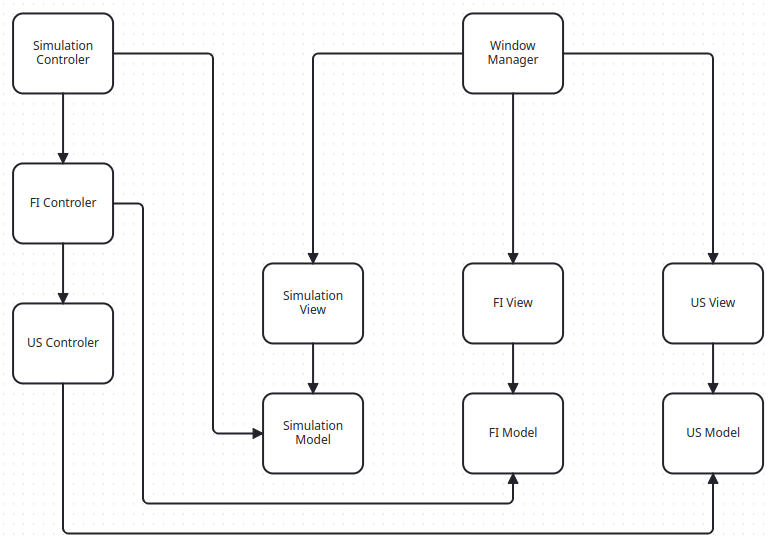 Simulation
Controler
Window
Manager
FI Controler
Simulation
View
FI View
US View
US Controler
Simulation
Model
FI Model
US Model